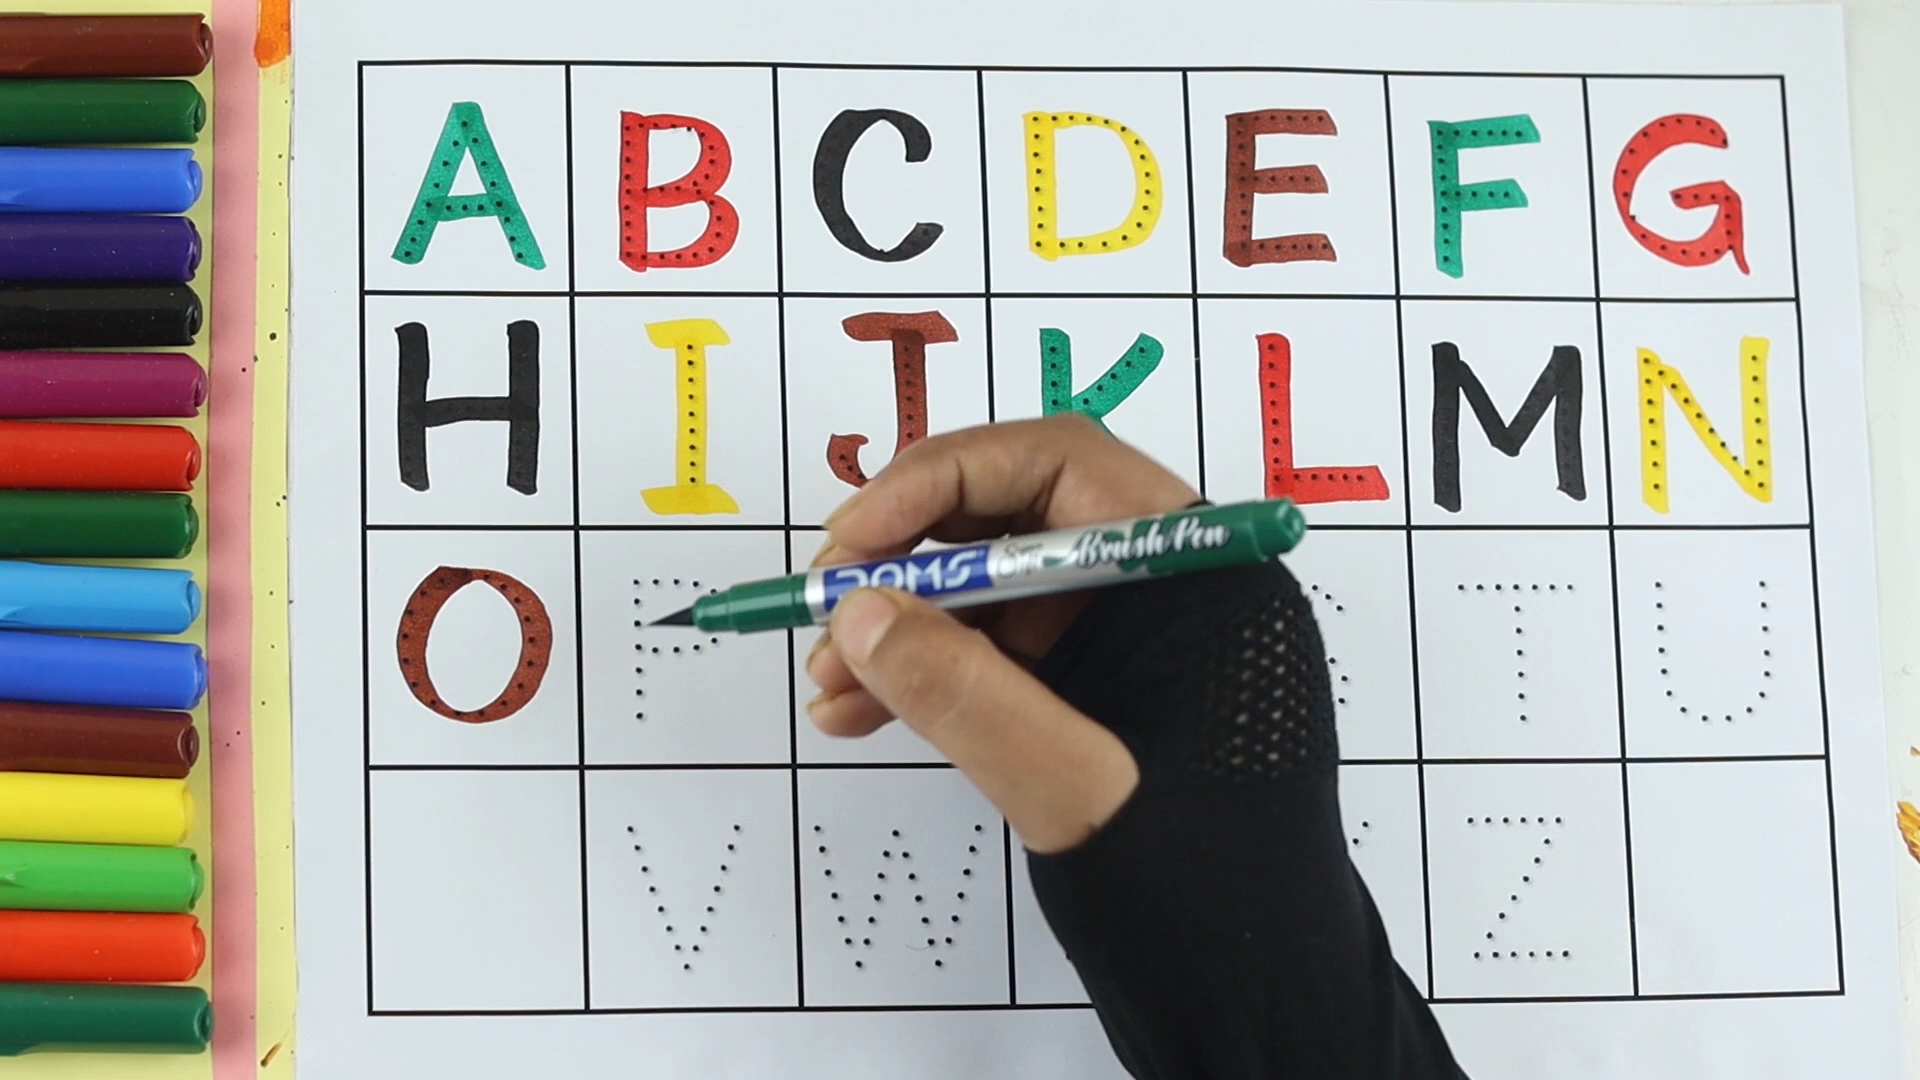 A B C D E F G
H I J K L M N
O P S T U
V W Y Z
DOMS Brush Pen